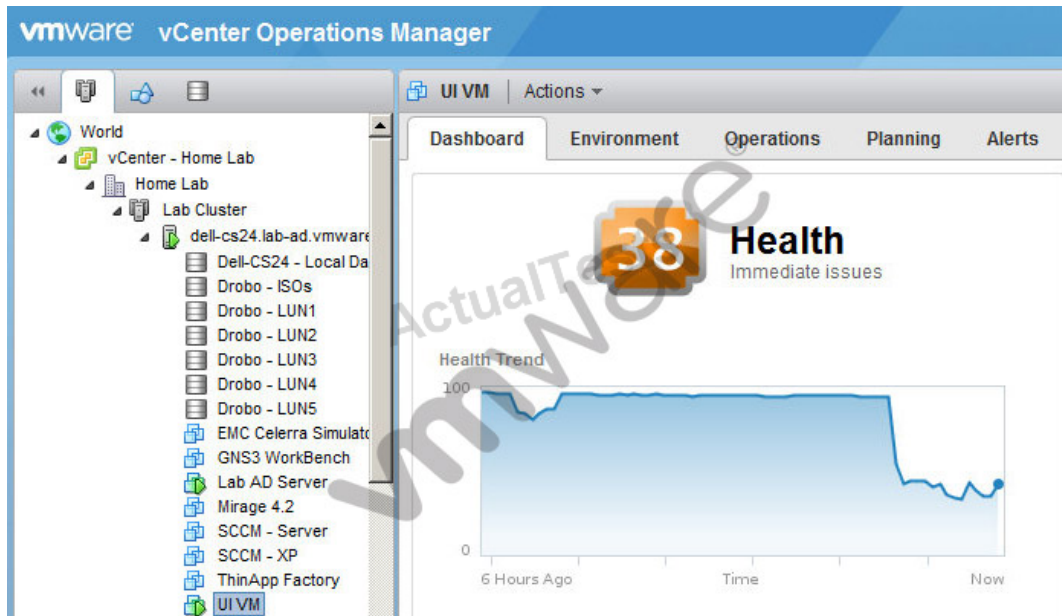 vmware vCenter Operations Manager
UI VM Actions
World
vCenter - Home Lab
Home Lab
Lab Cluster
dell-cs24.lab-ad.vmware
Dell-CS24 - Local Da
Drobo - ISOs
Drobo - LUN1
Drobo - LUN2
Drobo - LUN3
Drobo - LUN4
Drobo - LUN5
EMC Celerra Simulato
GNS3 WorkBench
Lab AD Server
Mirage 4.2
SCCM - Server
SCCM - XP
ThinApp Factory
UI VM
Dashboard Environment Operations Planning Alerts
38
Health
Immediate issues
Health Trend
100
0
6 Hours Ago Time Now
vmware®